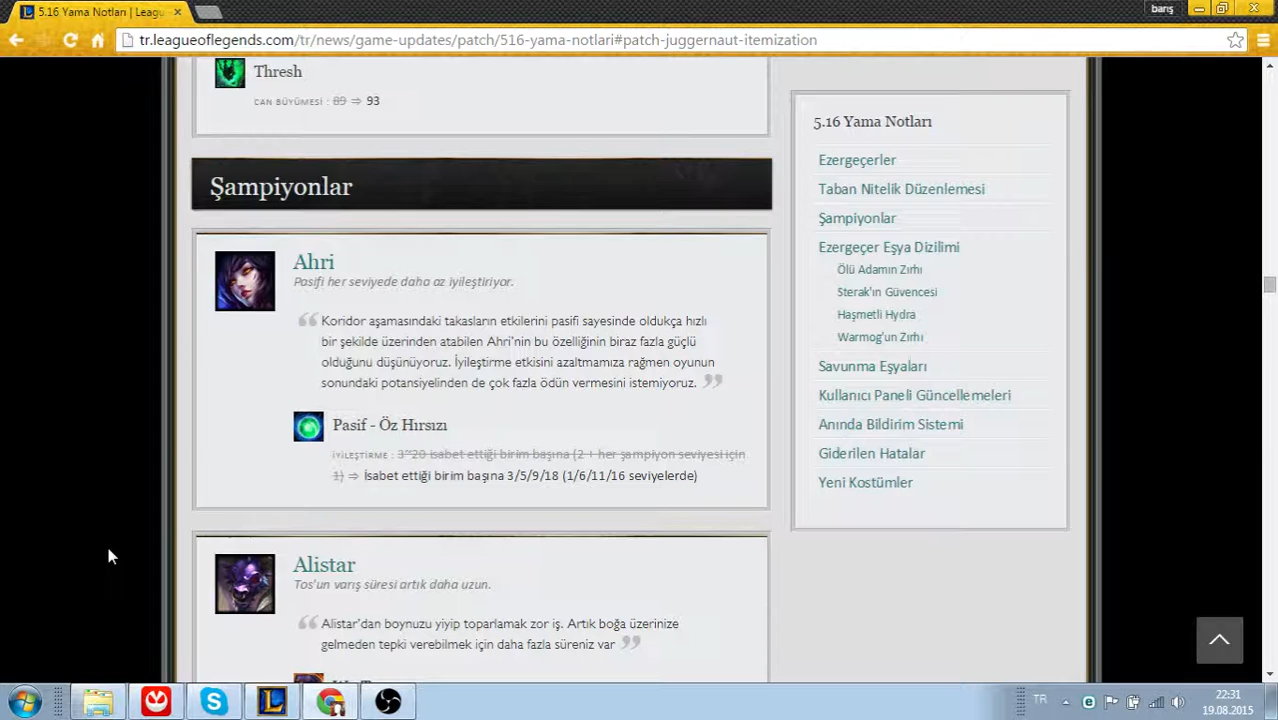 5.16 Yama Notları | Leagu
barış
tr.leagueoflegends.com/tr/news/game-updates/patch/516-yama-notlari#patch-juggernaut-itemization
Thresh
CAN BÜYÜMESİ : 89 ⇒ 93
Şampiyonlar
Ahri
Pasifi her seviyede daha az iyileştiriyor.
Koridor aşamasındaki takasların etkilerini pasifi sayesinde oldukça hızlı
bir şekilde üzerinden atabilen Ahri'nin bu özelliğinin biraz fazla güçlü
olduğunu düşünüyoruz. İyileştirme etkisini azaltmamıza rağmen oyunun
sonundaki potansiyelinden de çok fazla ödün vermesini istemiyoruz.
Pasif - Öz Hırsızı
İYİLEŞTİRME : 3~20 isabet ettiği birim başına (2 + her şampiyon seviyesi için
1) ⇒ İsabet ettiği birim başına 3/5/9/18 (1/6/11/16 seviyelerde)
Alistar
Tos'un varış süresi artık daha uzun.
Alistar'dan boynuzu yiyip toparlamak zor iş. Artık boğa üzerinize
gelmeden tepki verebilmek için daha fazla süreniz var
5.16 Yama Notları
Ezergeçerler
Taban Nitelik Düzenlemesi
Şampiyonlar
Ezergeçer Eşya Dizilimi
Ölü Adamın Zırhı
Sterak'ın Güvencesi
Haşmetli Hydra
Warmog'un Zırhı
Savunma Eşyaları
Kullanıcı Paneli Güncellemeleri
Anında Bildirim Sistemi
Giderilen Hatalar
Yeni Kostümler
TR
22:31
19.08.2015